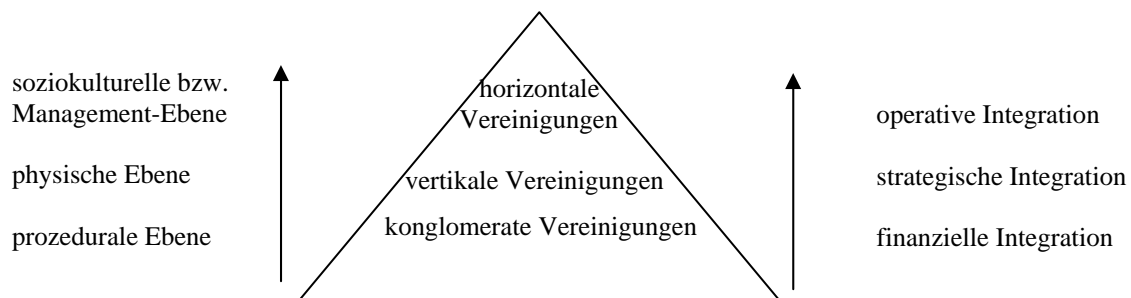 soziokulturelle bzw.
Management-Ebene
physische Ebene
prozedurale Ebene
horizontale
Vereinigungen
vertikale Vereinigungen
konglomerate Vereinigungen
operative Integration
strategische Integration
finanzielle Integration